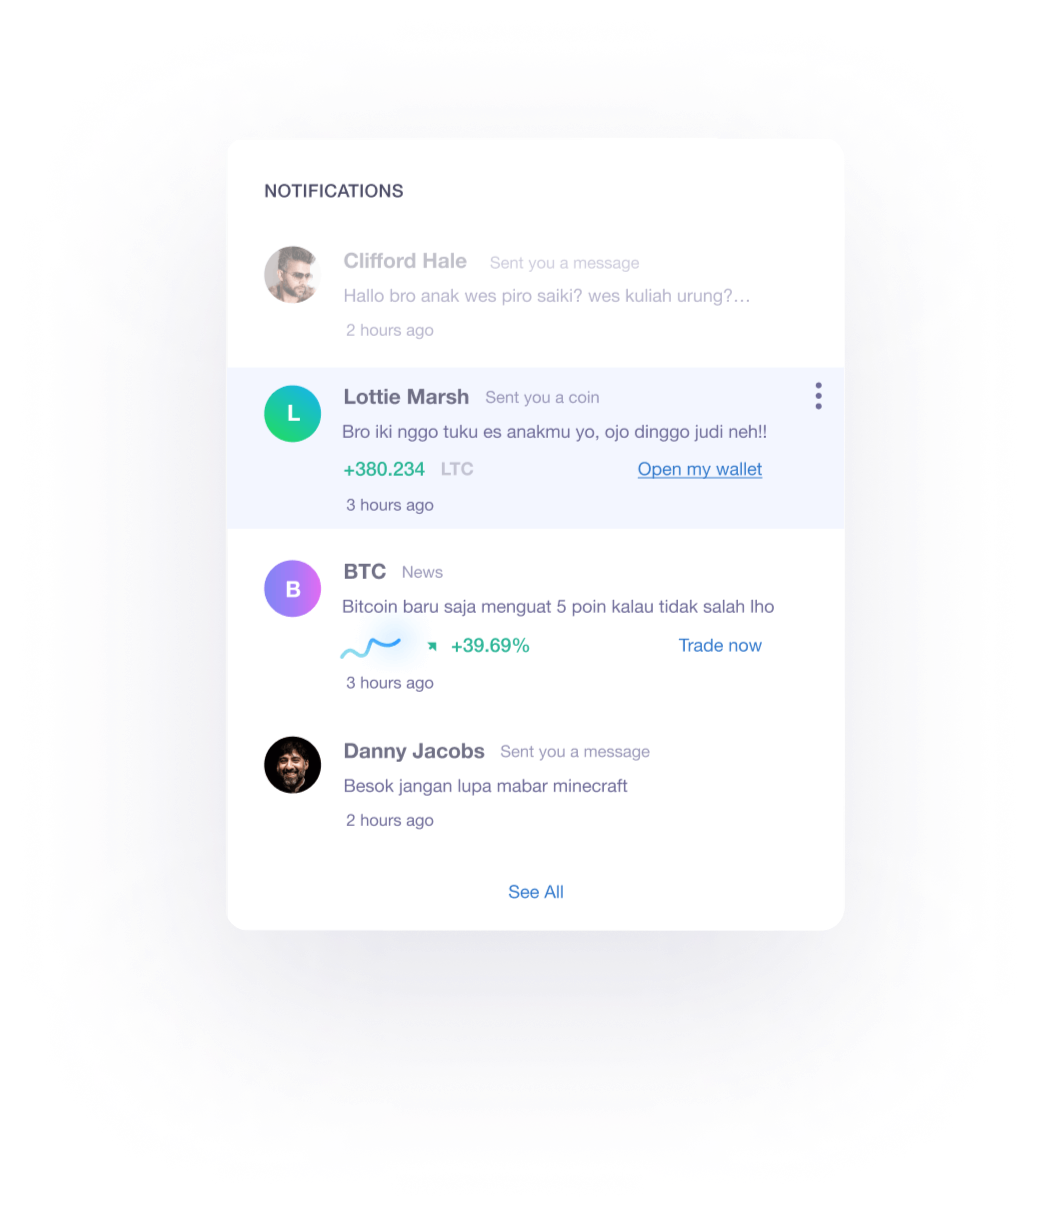 NOTIFICATIONS
Clifford Hale Sent you a message
Hallo bro anak wes piro saiki? wes kuliah urung?…
2 hours ago
L
Lottie Marsh Sent you a coin
Bro iki nggo tuku es anakmu yo, ojo dinggo judi neh!!
+380.234 LTC Open my wallet
3 hours ago
B
BTC News
Bitcoin baru saja menguat 5 poin kalau tidak salah lho
+39.69% Trade now
3 hours ago
Danny Jacobs Sent you a message
Besok jangan lupa mabar minecraft
2 hours ago
See All